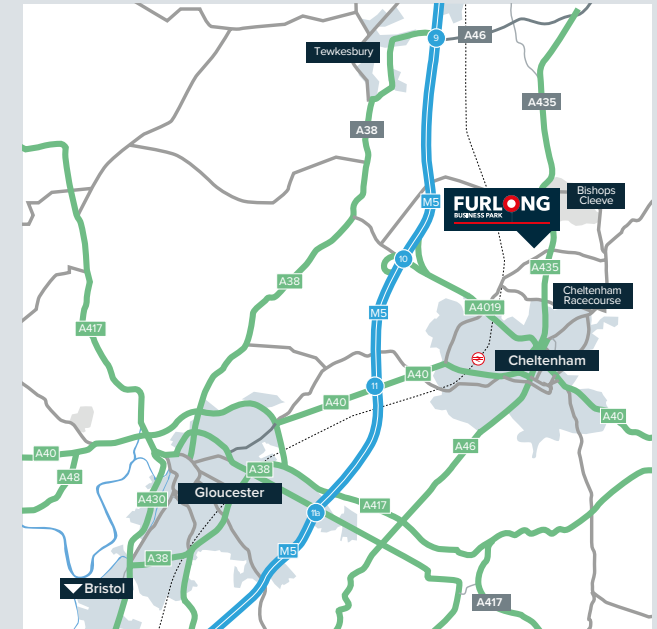 9
A46
Tewkesbury
A435
A38
Bishops
Cleeve
M5
FURLONG
BUSINESS PARK
10
A435
A38
Cheltenham
Racecourse
A4019
M5
A417
Cheltenham
A40
11
A40
A40
A46
A40
A38
A48
Gloucester
A430
A417
11a
M5
A38
Bristol
A417